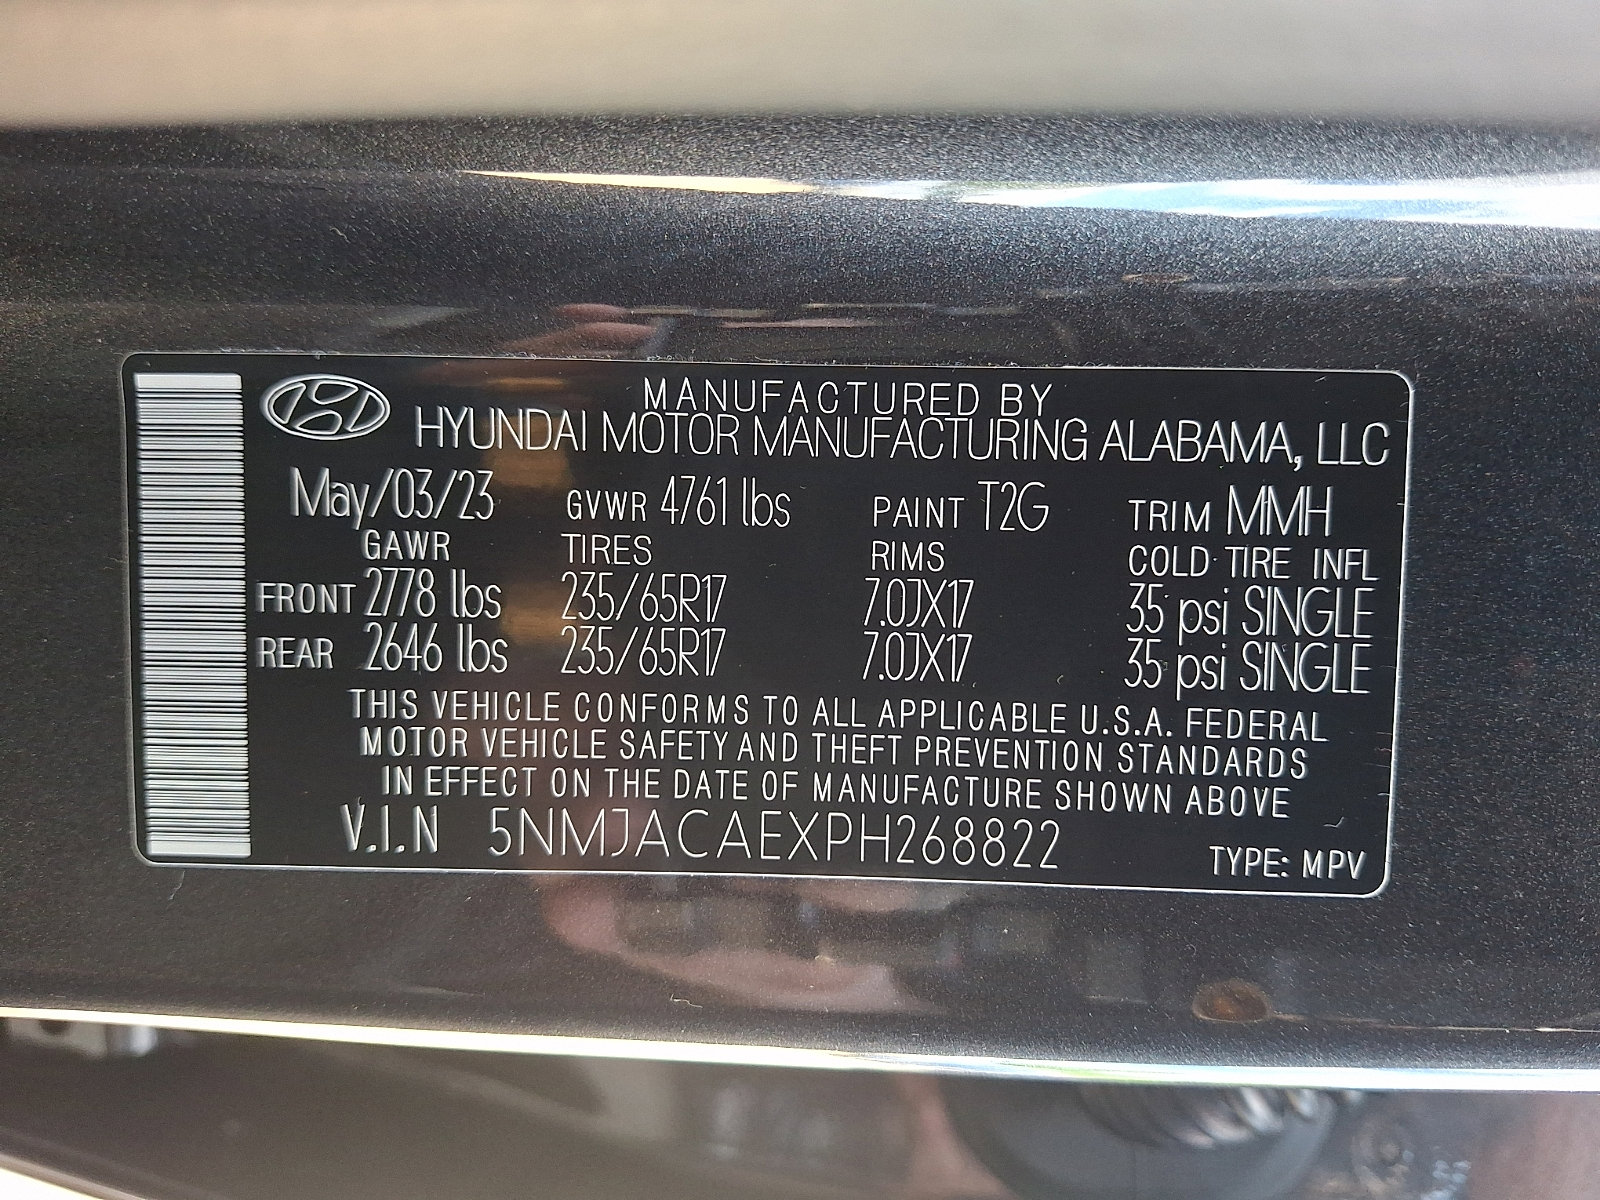 MANUFACTURED BY
HYUNDAI MOTOR MANUFACTURING ALABAMA, LLC
May/03/23 GVWR 4761 lbs PAINT T2G TRIM MMH
GAWR TIRES RIMS COLD TIRE INFL
FRONT 2778 lbs 235/65R17 7.0JX17 35 psi SINGLE
REAR 2646 lbs 235/65R17 7.0JX17 35 psi SINGLE
THIS VEHICLE CONFORMS TO ALL APPLICABLE U.S.A. FEDERAL
MOTOR VEHICLE SAFETY AND THEFT PREVENTION STANDARDS
IN EFFECT ON THE DATE OF MANUFACTURE SHOWN ABOVE
V.I.N 5NMJACAEXPH268822 TYPE: MPV